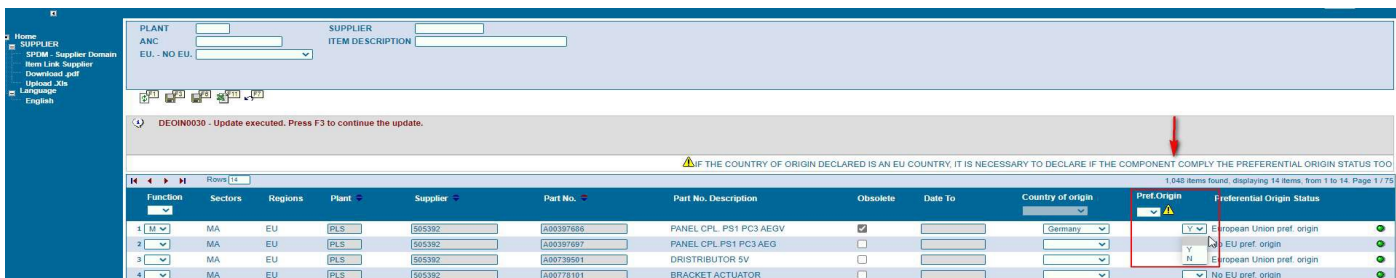 PLANT SUPPLIER
ANC ITEM DESCRIPTION
EU. - NO EU.
Home
SUPPLIER
SPDM - Supplier Domain
Item Link Supplier
Download .pdf
Upload .Xls
Language
English
F1 F3 F8 F11 F7
DEOIN0030 - Update executed. Press F3 to continue the update.
IF THE COUNTRY OF ORIGIN DECLARED IS AN EU COUNTRY, IT IS NECESSARY TO DECLARE IF THE COMPONENT COMPLY THE PREFERENTIAL ORIGIN STATUS TOO
Rows 14 1.048 items found, displaying 14 items, from 1 to 14. Page 1 / 75
Function Sectors Regions Plant Supplier Part No. Part No. Description Obsolete Date To Country of origin Pref.Origin Preferential Origin Status
1 M MA EU PLS 505392 A00397686 PANEL CPL. PS1 PC3 AEGV Germany Y European Union pref. origin
2 MA EU PLS 505392 A00397697 PANEL CPL.PS1 PC3 AEG Y No EU pref. origin
3 MA EU PLS 505392 A00739501 DRISTRIBUTOR 5V N European Union pref. origin
4 MA EU PLS 505392 A00778101 BRACKET ACTUATOR No EU pref. origin